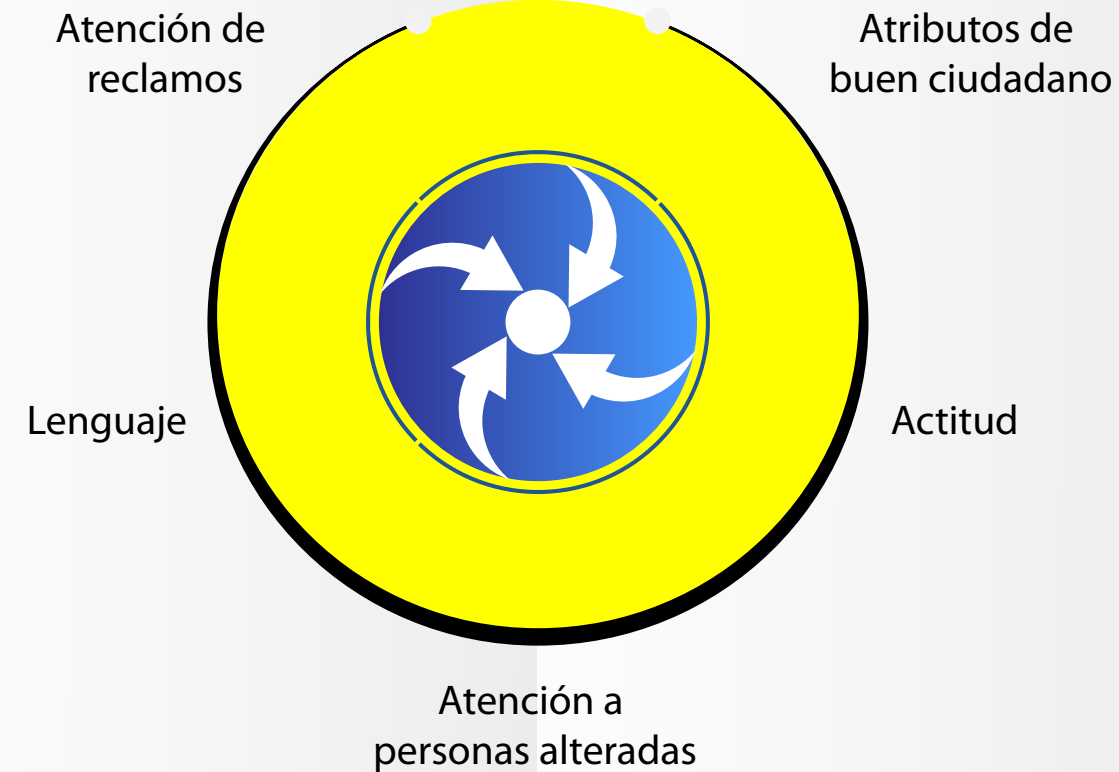 Atención de
reclamos
Atributos de
buen ciudadano
Lenguaje
Actitud
Atención a
personas alteradas